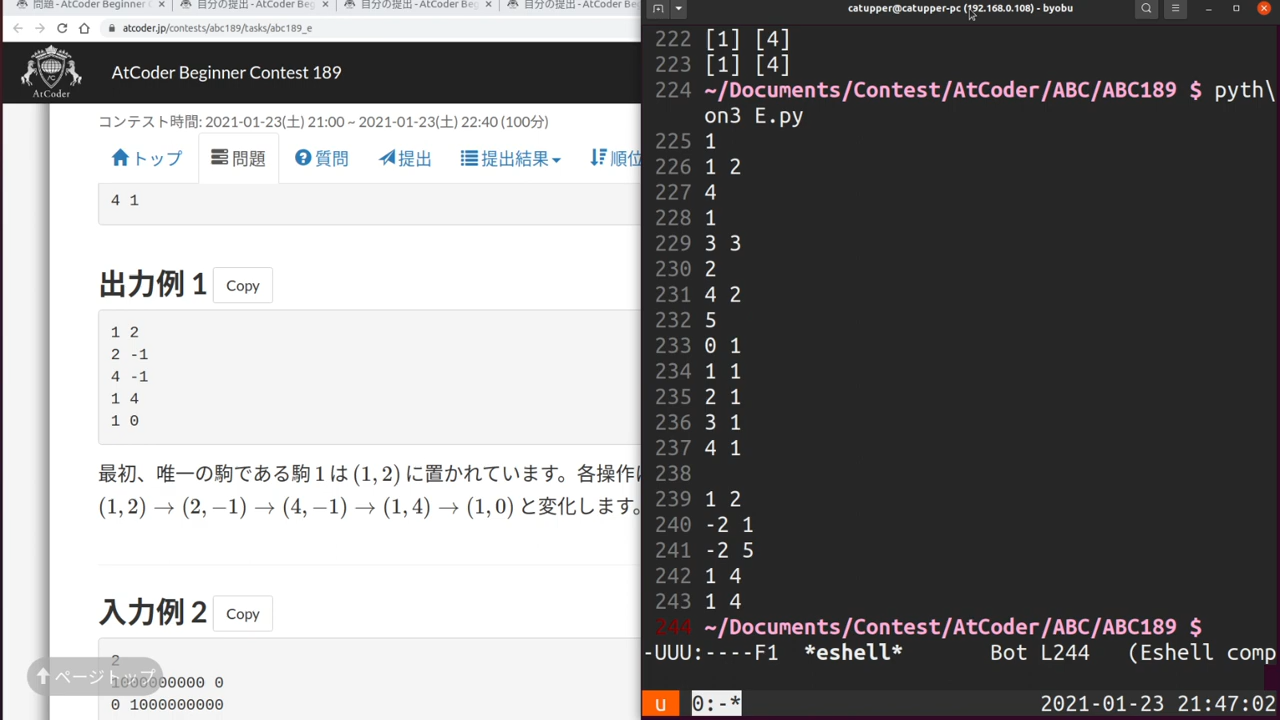 問題 - AtCoder Beginner C
自分の提出 - AtCoder Beg
自分の提出 - AtCoder Beg
自分の提出 - AtCoder Beg
atcoder.jp/contests/abc189/tasks/abc189_e
AtCoder
AtCoder Beginner Contest 189
コンテスト時間: 2021-01-23(土) 21:00 ~ 2021-01-23(土) 22:40 (100分)
トップ 問題 質問 提出 提出結果 順位
4 1
出力例 1 Copy
1 2
2 -1
4 -1
1 4
1 0
最初、唯一の駒である駒 1 は (1, 2) に置かれています。各操作
(1, 2) → (2, −1) → (4, −1) → (1, 4) → (1, 0) と変化します。
入力例 2 Copy
2
1000000000 0
0 1000000000
ページトップ
catupper@catupper-pc (192.168.0.108) - byobu
222 [1] [4]
223 [1] [4]
224 ~/Documents/Contest/AtCoder/ABC/ABC189 $ pyth\
on3 E.py
225 1
226 1 2
227 4
228 1
229 3 3
230 2
231 4 2
232 5
233 0 1
234 1 1
235 2 1
236 3 1
237 4 1
238
239 1 2
240 -2 1
241 -2 5
242 1 4
243 1 4
244 ~/Documents/Contest/AtCoder/ABC/ABC189 $
-UUU:----F1 *eshell* Bot L244 (Eshell comp
u 0:-* 2021-01-23 21:47:02